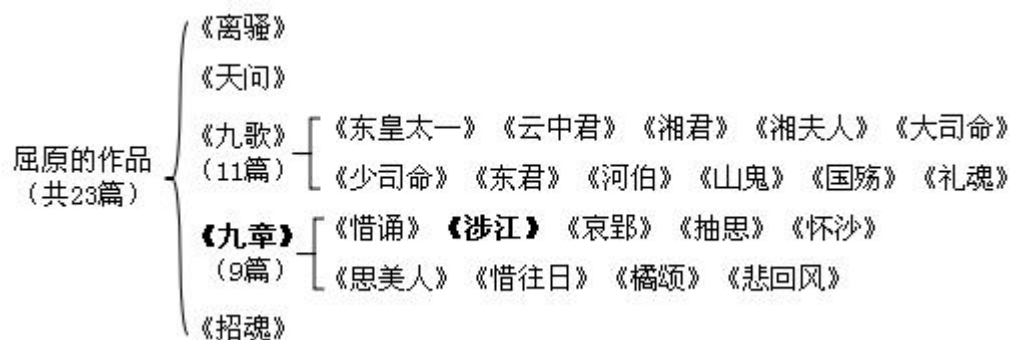 《离骚》
《天问》
《九歌》
（11篇）
《东皇太一》《云中君》《湘君》《湘夫人》《大司命》
《少司命》《东君》《河伯》《山鬼》《国殇》《礼魂》
屈原的作品
（共23篇）
《九章》
（9篇）
《惜诵》《涉江》《哀郢》《抽思》《怀沙》
《思美人》《惜往日》《橘颂》《悲回风》
《招魂》